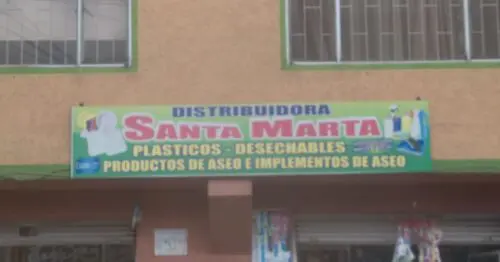 DISTRIBUIDORA
SANTA MARTA
PLASTICOS - DESECHABLES
PRODUCTOS DE ASEO E IMPLEMENTOS DE ASEO